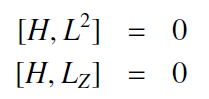 [H, L²] = 0
[H, L_Z] = 0